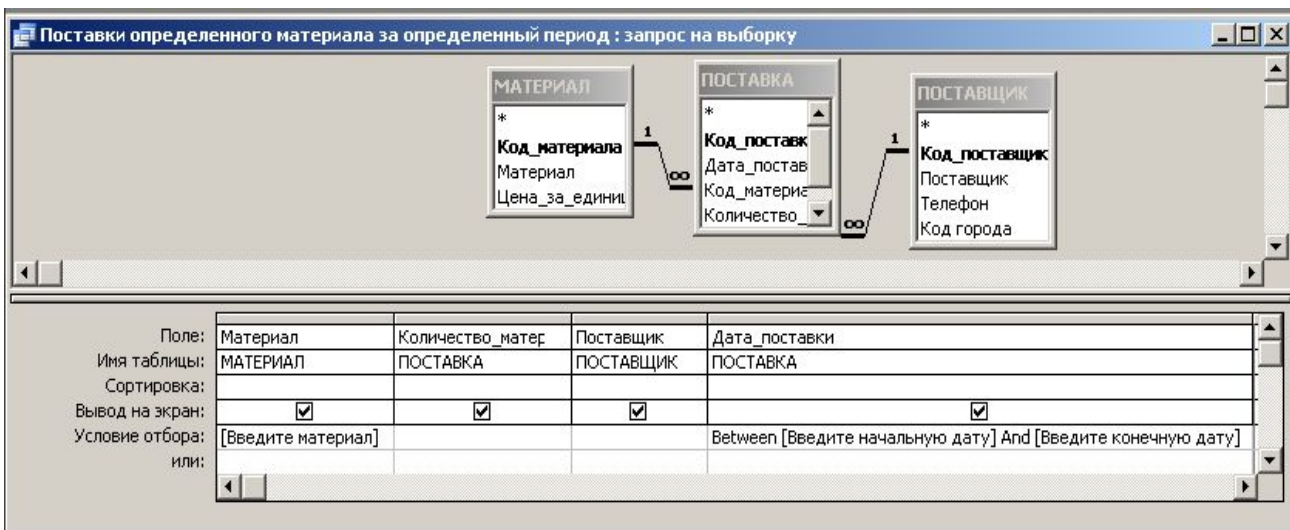 Поставки определенного материала за определенный период : запрос на выборку
МАТЕРИАЛ
*
Код_материала
Материал
Цена_за_единиц
1
∞
ПОСТАВКА
*
Код_поставк
Дата_постав
Код_материа
Количество_
∞
1
ПОСТАВЩИК
*
Код_поставщик
Поставщик
Телефон
Код города
Поле: Материал Количество_матер Поставщик Дата_поставки
Имя таблицы: МАТЕРИАЛ ПОСТАВКА ПОСТАВЩИК ПОСТАВКА
Сортировка:
Вывод на экран:
Условие отбора: [Введите материал] Between [Введите начальную дату] And [Введите конечную дату]
или: